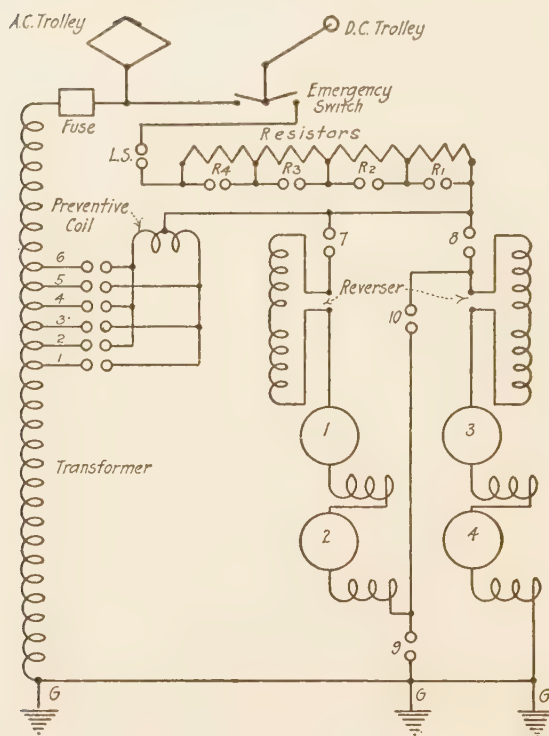 A.C. Trolley
D.C. Trolley
Emergency
Switch
Fuse
Resistors
L.S.
R4 R3 R2 R1
Preventive
Coil
6
5
4
3
2
1
7
8
Reverser
10
1
3
Transformer
2
4
9
G
G
G